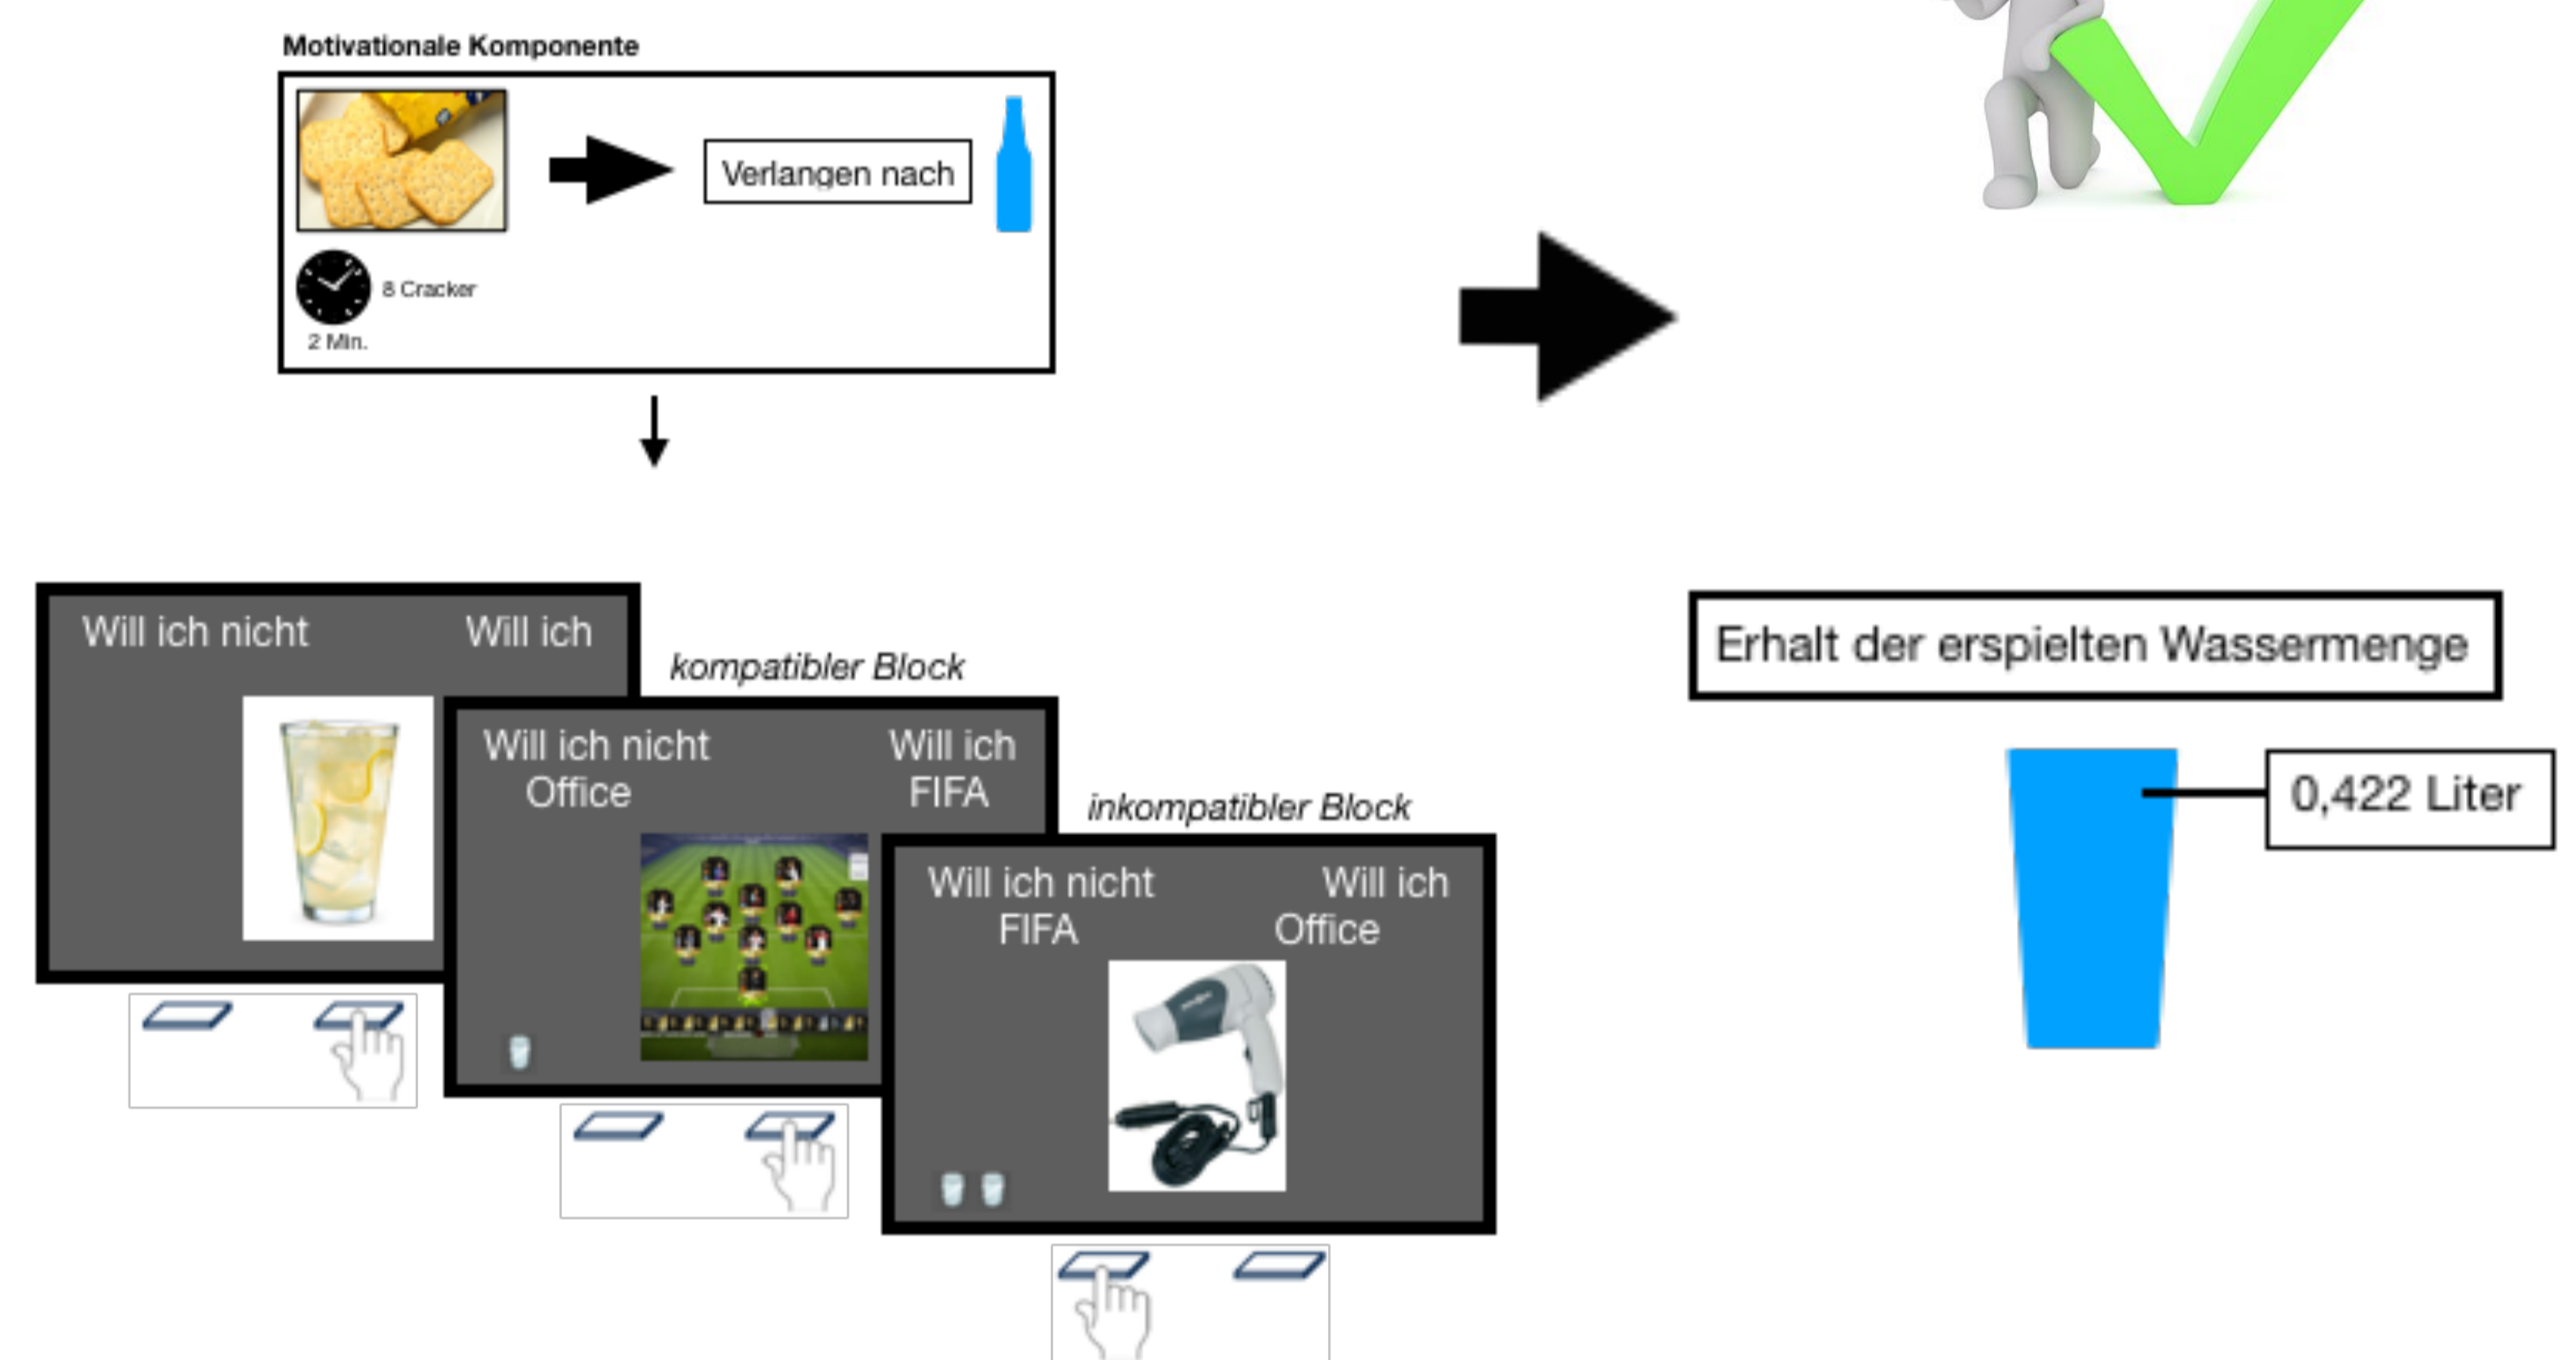 Motivationale Komponente
Verlangen nach
8 Cracker
2 Min.
Will ich nicht Will ich
kompatibler Block
Will ich nicht Will ich
Office FIFA
inkompatibler Block
Will ich nicht Will ich
FIFA Office
Erhalt der erspielten Wassermenge
0,422 Liter